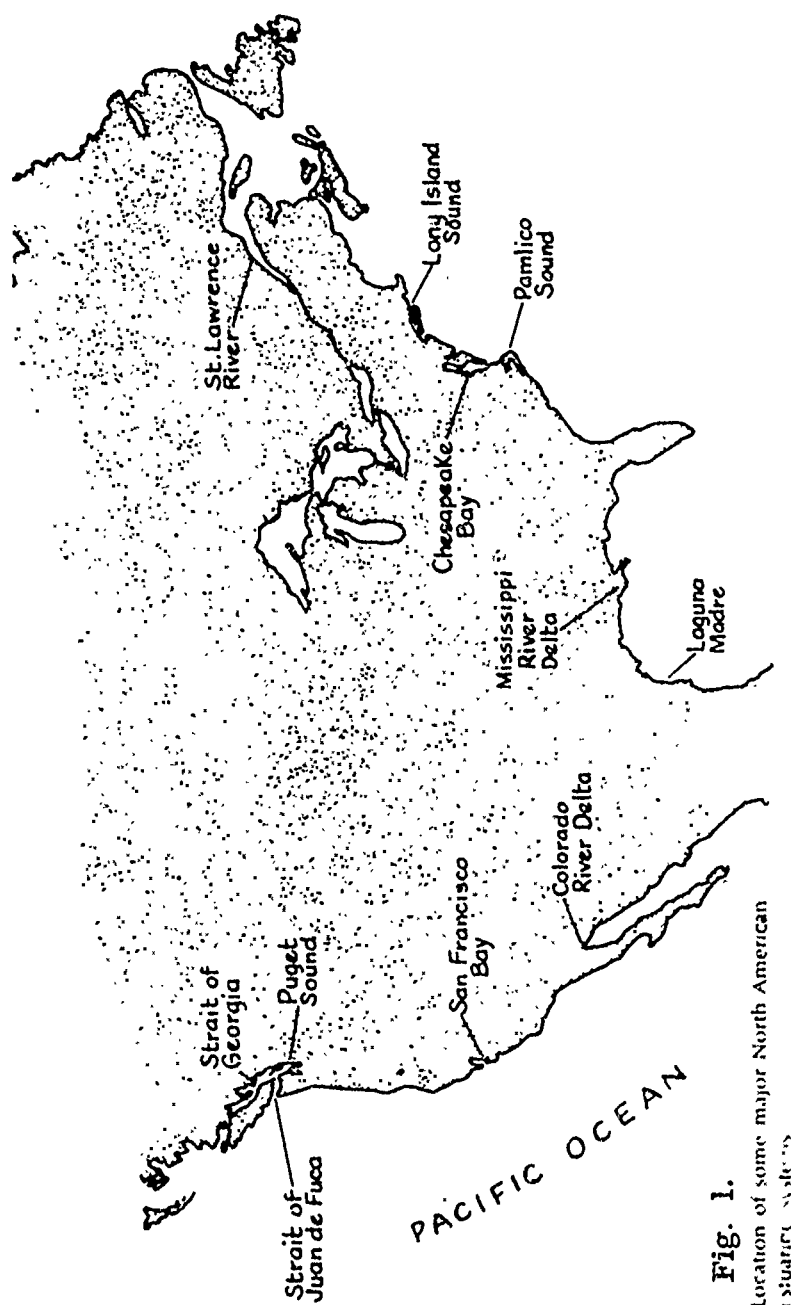 St. Lawrence
River
Long Island
Sound
Pamlico
Sound
Chesapeake
Bay
Mississippi
River
Delta
Laguna
Madre
Colorado
River Delta
San Francisco
Bay
Strait of
Georgia
Puget
Sound
Strait of
Juan de Fuca
PACIFIC OCEAN
Fig. 1.
Location of some major North American